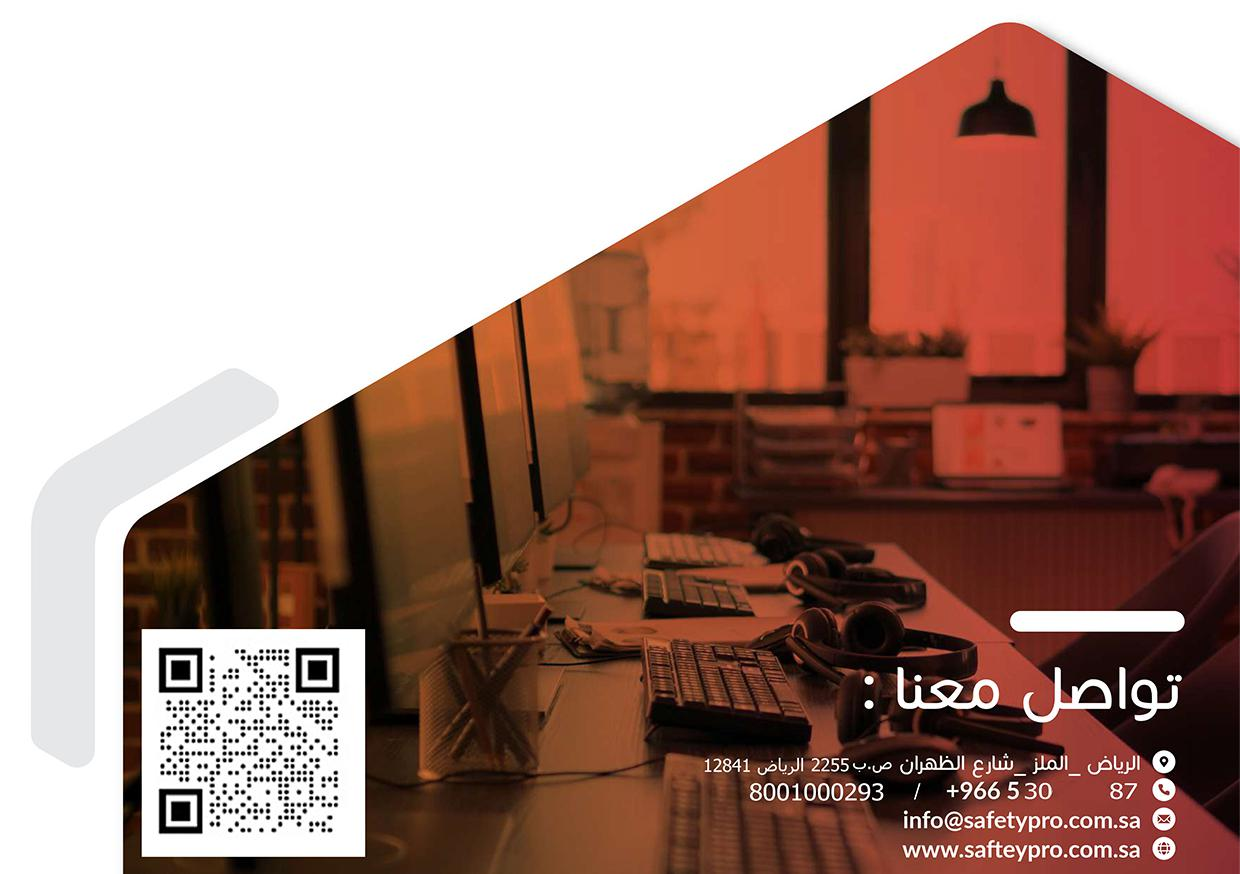 تواصل معنا :
الرياض _الملز _شارع الظهران ص.ب 2255 الرياض 12841
+966 5 30 87 / 8001000293
info@safetypro.com.sa
www.safteypro.com.sa